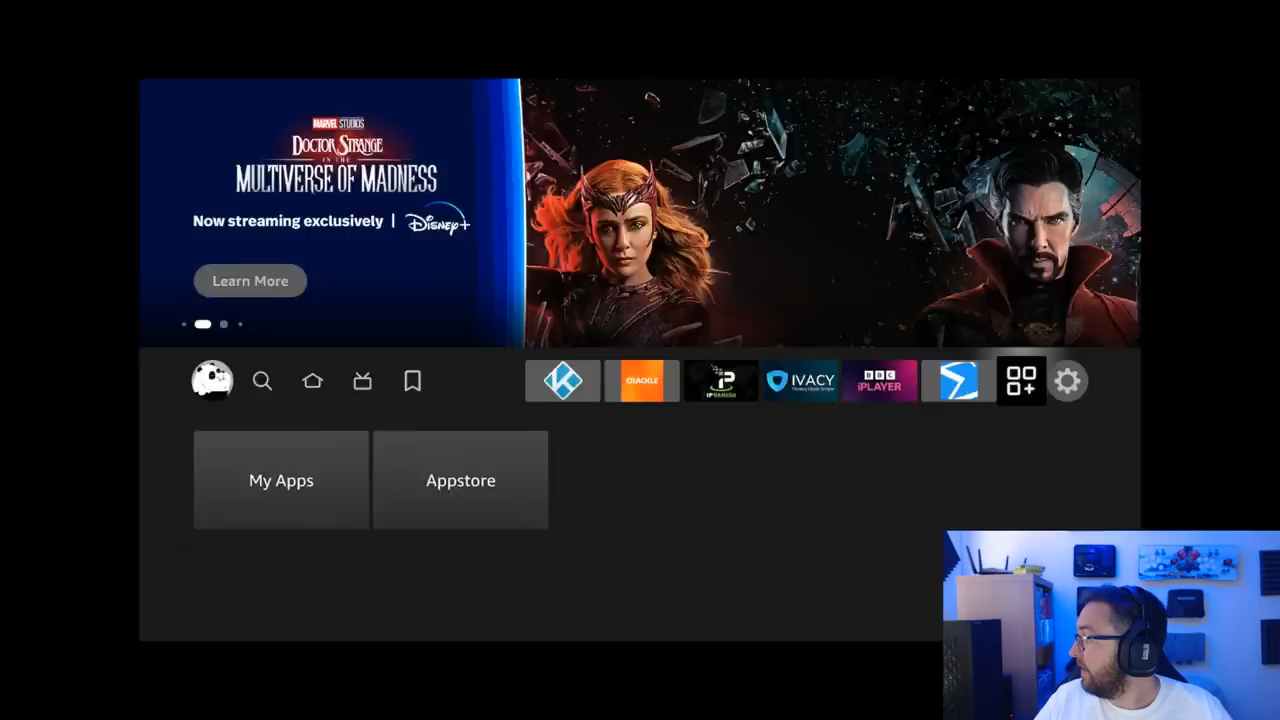 MARVEL STUDIOS
DOCTOR STRANGE
IN THE
MULTIVERSE OF MADNESS
Now streaming exclusively | Disney+
Learn More
CRACKLE
IP
IPVANISH
IVACY
BBC
iPLAYER
My Apps
Appstore